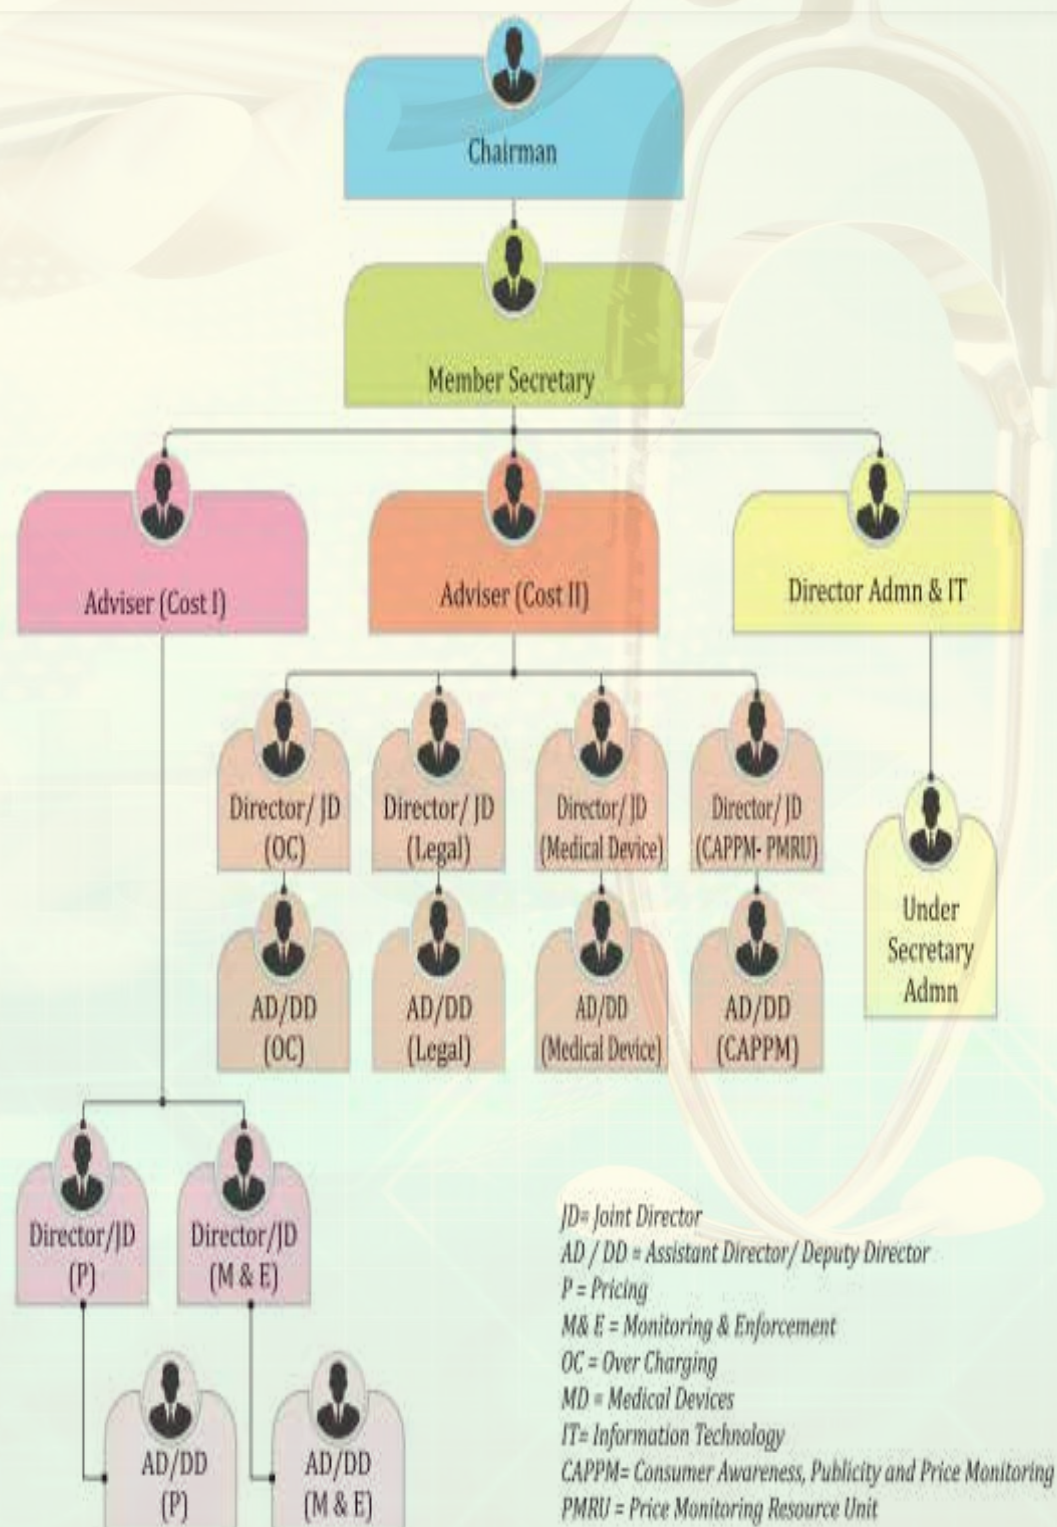 Chairman
Member Secretary
Adviser (Cost I)
Adviser (Cost II)
Director Admn & IT
Director/ JD
(OC)
Director/ JD
(Legal)
Director/ JD
(Medical Device)
Director/ JD
(CAPPM- PMRU)
Under
Secretary
Admn
AD/DD
(OC)
AD/DD
(Legal)
AD/DD
(Medical Device)
AD/DD
(CAPPM)
Director/JD
(P)
Director/JD
(M & E)
AD/DD
(P)
AD/DD
(M & E)
JD= Joint Director
AD / DD = Assistant Director/ Deputy Director
P = Pricing
M& E = Monitoring & Enforcement
OC = Over Charging
MD = Medical Devices
IT= Information Technology
CAPPM= Consumer Awareness, Publicity and Price Monitoring
PMRU = Price Monitoring Resource Unit